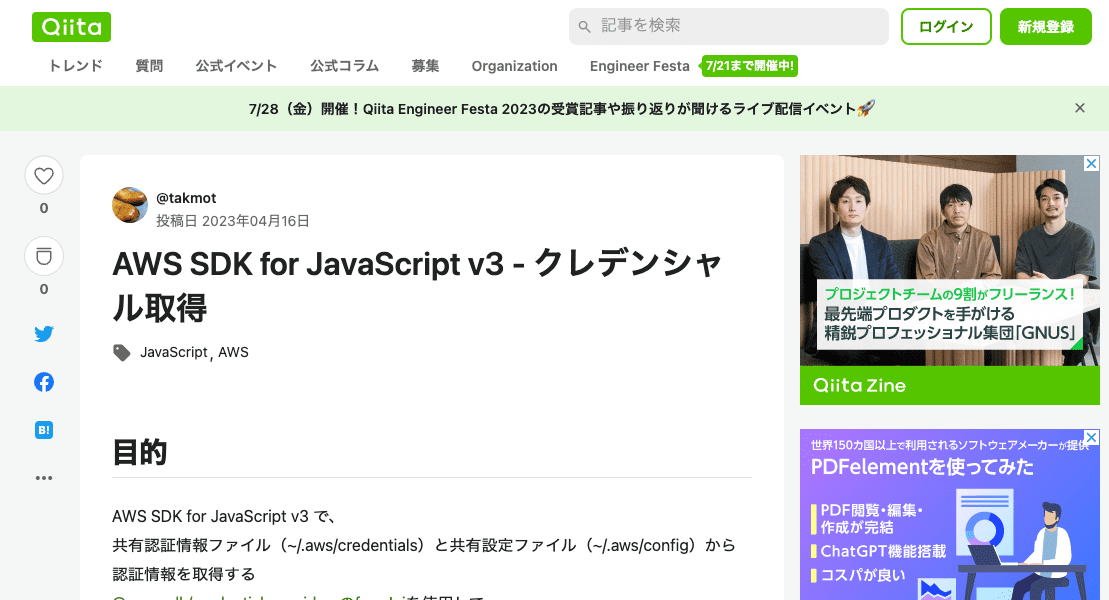 Qiita
記事を検索
ログイン
新規登録
トレンド
質問
公式イベント
公式コラム
募集
Organization
Engineer Festa
7/21まで開催中!
7/28（金）開催！Qiita Engineer Festa 2023の受賞記事や振り返りが聞けるライブ配信イベント🚀
0
0
B!
@takmot
投稿日 2023年04月16日
AWS SDK for JavaScript v3 - クレデンシャ
ル取得
JavaScript, AWS
目的
AWS SDK for JavaScript v3 で、
共有認証情報ファイル（~/.aws/credentials）と共有設定ファイル（~/.aws/config）から
認証情報を取得する
プロジェクトチームの9割がフリーランス！
最先端プロダクトを手がける
精鋭プロフェッショナル集団「GNUS」
Qiita Zine
世界150カ国以上で利用されるソフトウェアメーカーが提供
PDFelementを使ってみた
PDF閲覧・編集・
作成が完結
ChatGPT機能搭載
コスパが良い